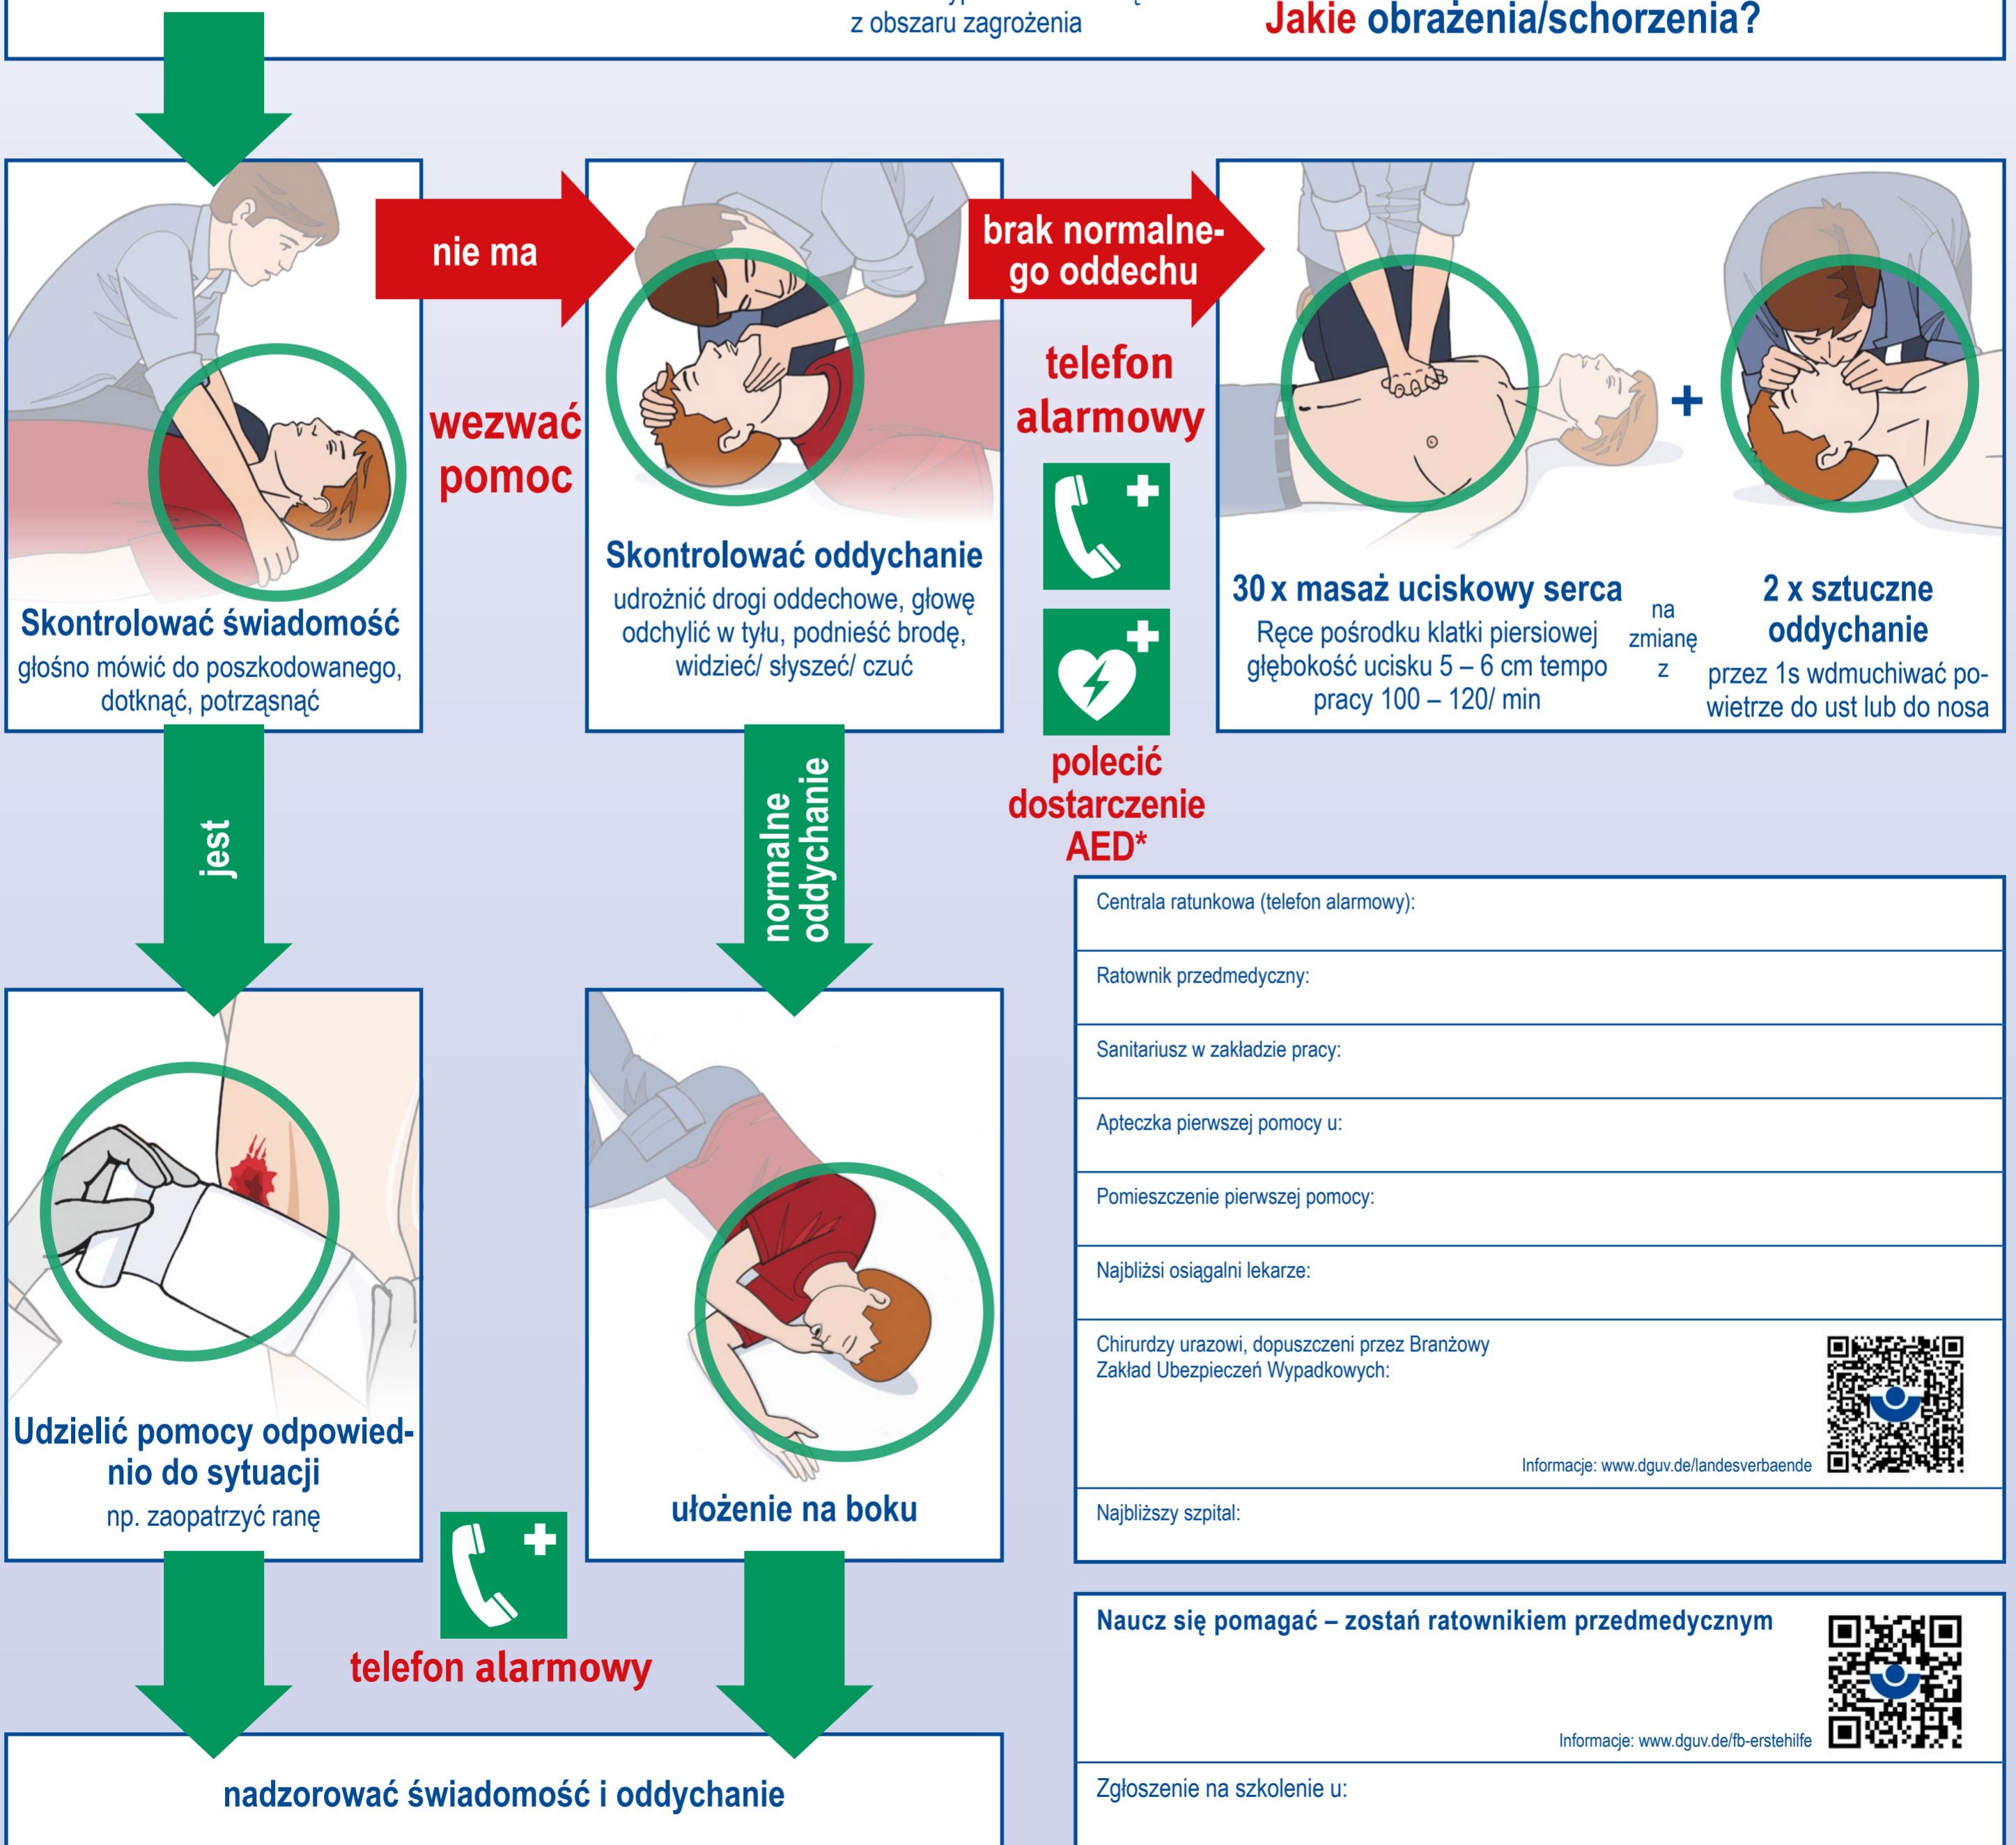 z obszaru zagrożenia
Jakie obrażenia/schorzenia?
nie ma
wezwać
pomoc
brak normalne-
go oddechu
telefon
alarmowy
polecić
dostarczenie
AED*
Skontrolować świadomość
głośno mówić do poszkodowanego,
dotknąć, potrząsnąć
Skontrolować oddychanie
udrożnić drogi oddechowe, głowę
odchylić w tyłu, podnieść brodę,
widzieć/ słyszeć/ czuć
+
30 x masaż uciskowy serca
Ręce pośrodku klatki piersiowej
głębokość ucisku 5 – 6 cm tempo
pracy 100 – 120/ min
na
zmianę
z
2 x sztuczne
oddychanie
przez 1s wdmuchiwać po-
wietrze do ust lub do nosa
jest
normalne
oddychanie
Udzielić pomocy odpowied-
nio do sytuacji
np. zaopatrzyć ranę
ułożenie na boku
telefon alarmowy
nadzorować świadomość i oddychanie
Centrala ratunkowa (telefon alarmowy):
Ratownik przedmedyczny:
Sanitariusz w zakładzie pracy:
Apteczka pierwszej pomocy u:
Pomieszczenie pierwszej pomocy:
Najbliżsi osiągalni lekarze:
Chirurdzy urazowi, dopuszczeni przez Branżowy
Zakład Ubezpieczeń Wypadkowych:
Informacje: www.dguv.de/landesverbaende
Najbliższy szpital:
Naucz się pomagać – zostań ratownikiem przedmedycznym
Informacje: www.dguv.de/fb-erstehilfe
Zgłoszenie na szkolenie u: